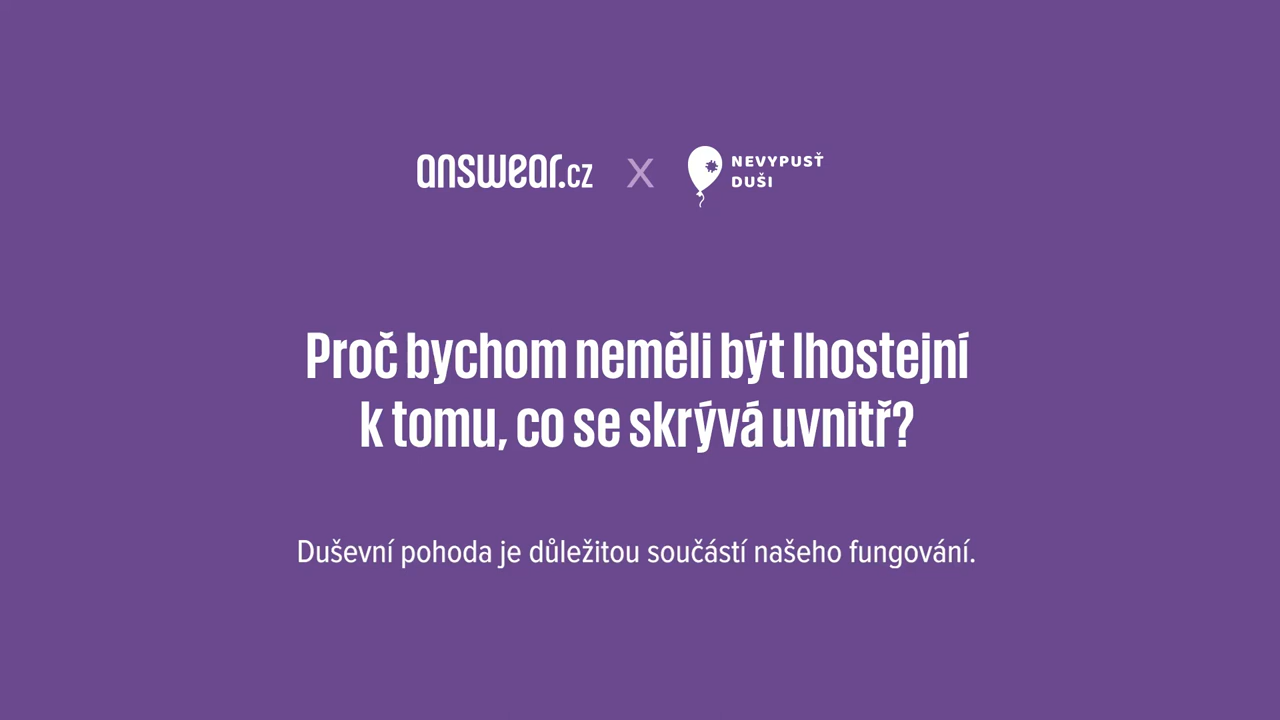 answear.cz X NEVYPUSŤ
DUŠI
Proč bychom neměli být lhostejní
k tomu, co se skrývá uvnitř?
Duševní pohoda je důležitou součástí našeho fungování.